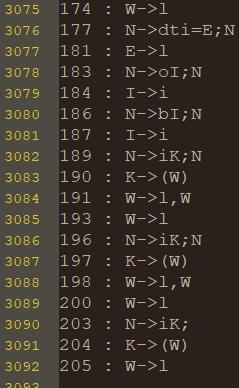 3075 174 : W->l
3076 177 : N->dti=E;N
3077 181 : E->l
3078 183 : N->oI;N
3079 184 : I->i
3080 186 : N->bI;N
3081 187 : I->i
3082 189 : N->iK;N
3083 190 : K->(W)
3084 191 : W->l,W
3085 193 : W->l
3086 196 : N->iK;N
3087 197 : K->(W)
3088 198 : W->l,W
3089 200 : W->l
3090 203 : N->iK;
3091 204 : K->(W)
3092 205 : W->l